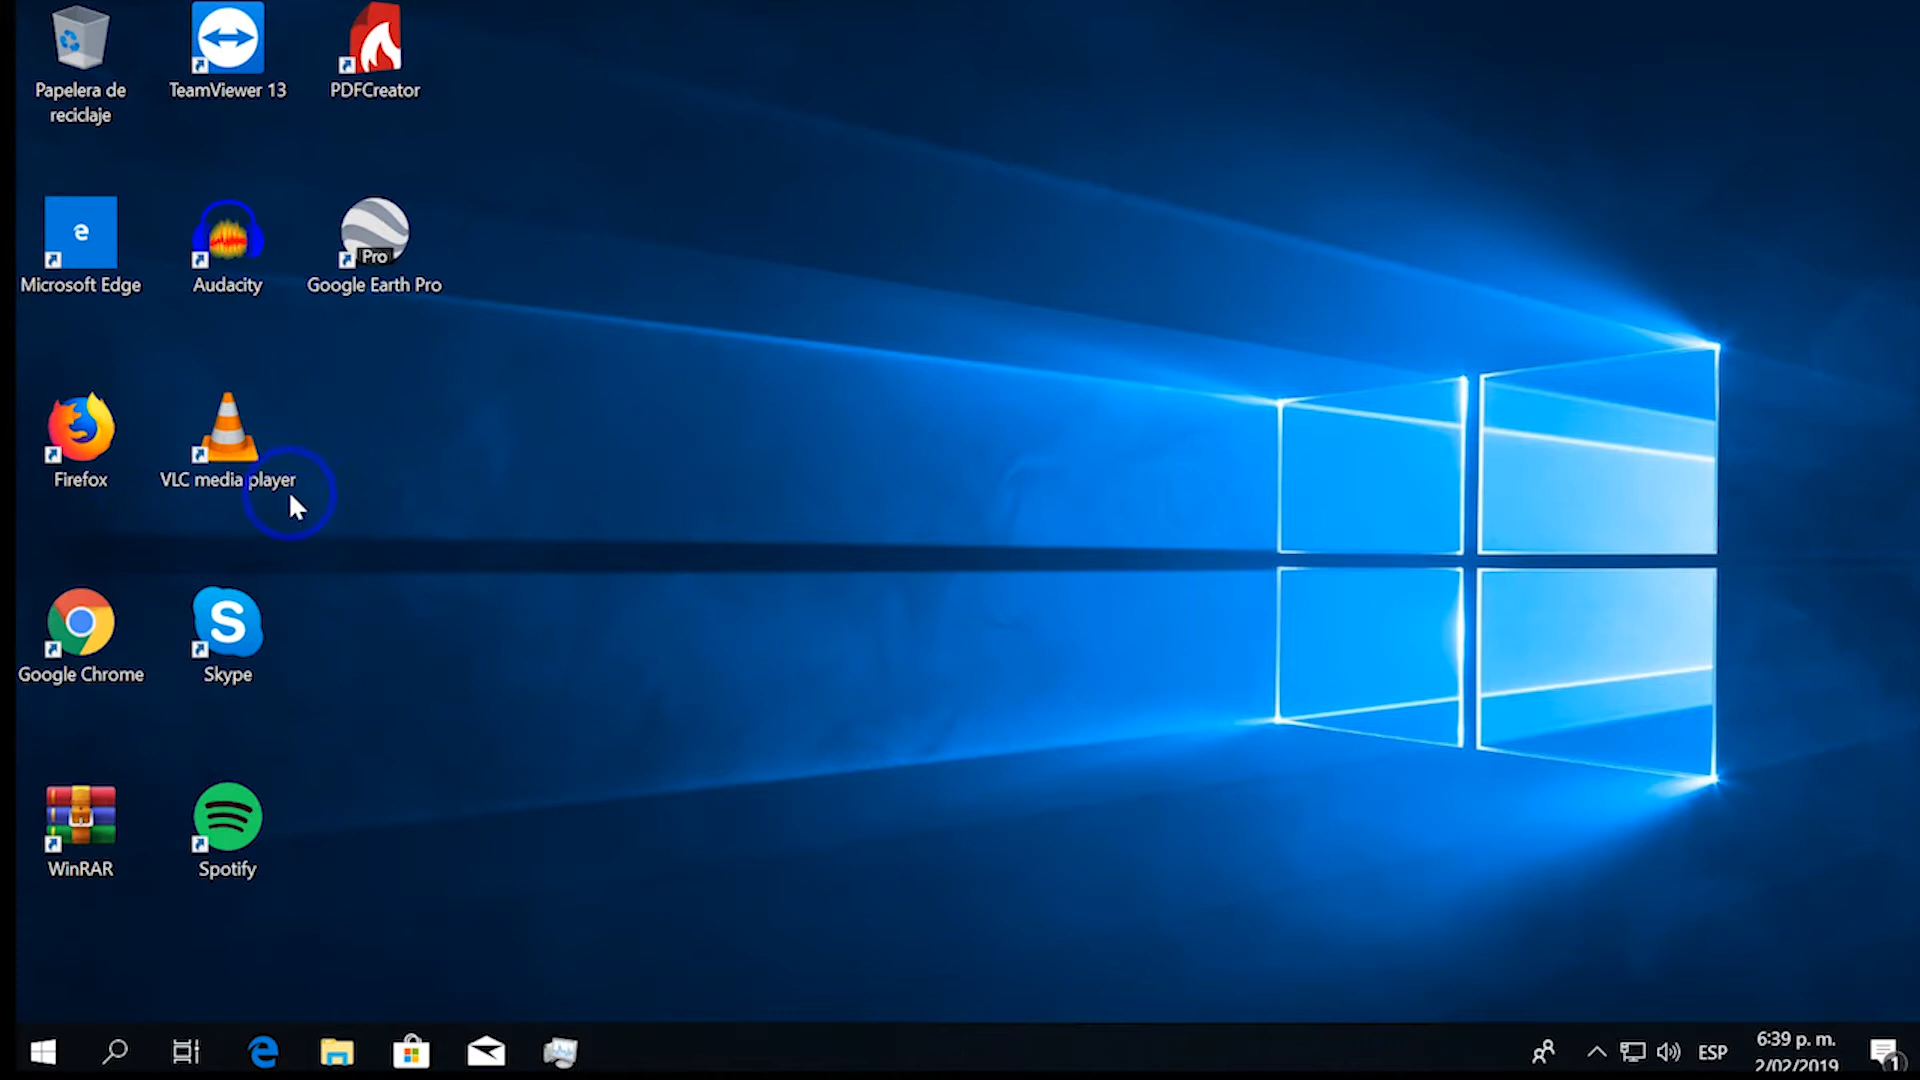 Papelera de
reciclaje
TeamViewer 13
PDFCreator
e
Microsoft Edge
Audacity
Pro
Google Earth Pro
Firefox
VLC media player
Google Chrome
S
Skype
WinRAR
Spotify
ESP
6:39 p. m.
2/02/2019
1